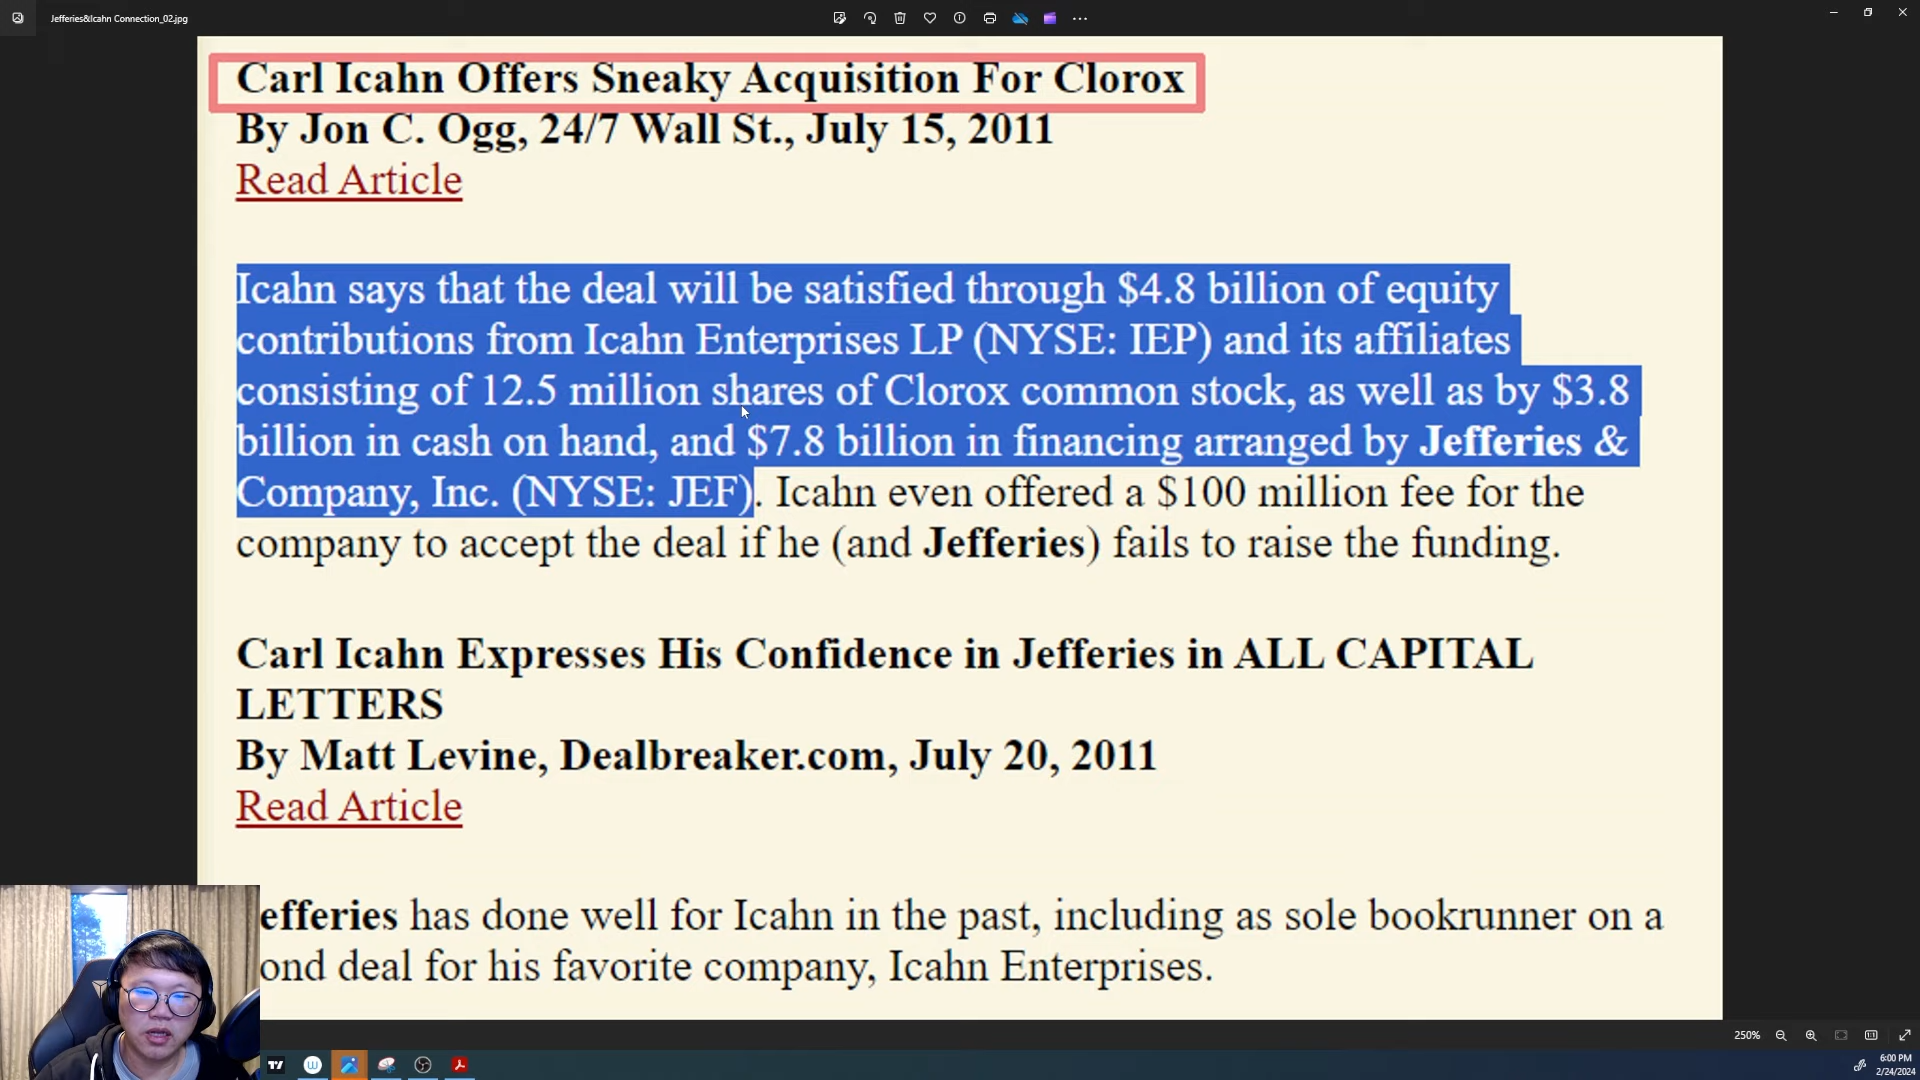 Jefferies&Icahn Connection_02.jpg
Carl Icahn Offers Sneaky Acquisition For Clorox
By Jon C. Ogg, 24/7 Wall St., July 15, 2011
Read Article
Icahn says that the deal will be satisfied through $4.8 billion of equity
contributions from Icahn Enterprises LP (NYSE: IEP) and its affiliates
consisting of 12.5 million shares of Clorox common stock, as well as by $3.8
billion in cash on hand, and $7.8 billion in financing arranged by Jefferies &
Company, Inc. (NYSE: JEF). Icahn even offered a $100 million fee for the
company to accept the deal if he (and Jefferies) fails to raise the funding.
Carl Icahn Expresses His Confidence in Jefferies in ALL CAPITAL
LETTERS
By Matt Levine, Dealbreaker.com, July 20, 2011
Read Article
efferies has done well for Icahn in the past, including as sole bookrunner on a
ond deal for his favorite company, Icahn Enterprises.
250%
6:00 PM
2/24/2024